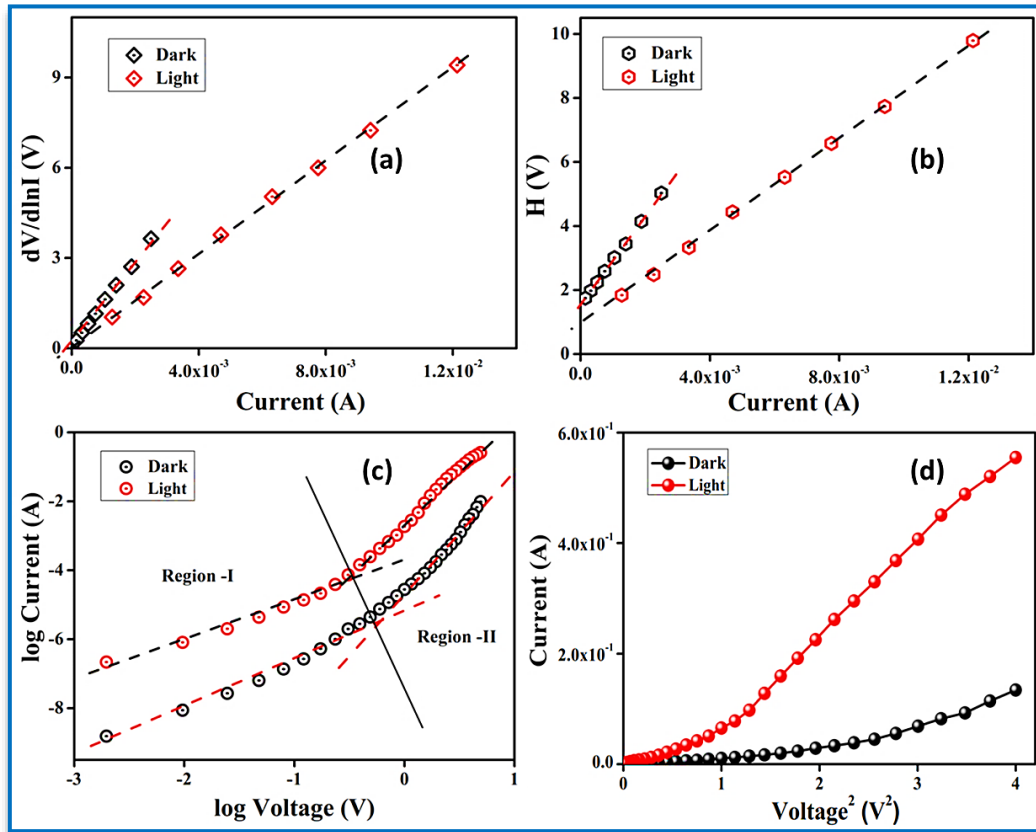 9
6
3
0
dV/dlnI (V)
Dark
Light
(a)
0.0
4.0x10⁻³
8.0x10⁻³
1.2x10⁻²
Current (A)
10
8
6
4
2
0
H (V)
Dark
Light
(b)
0.0
4.0x10⁻³
8.0x10⁻³
1.2x10⁻²
Current (A)
0
-2
-4
-6
-8
log Current (A)
Dark
Light
(c)
Region -I
Region -II
-3
-2
-1
0
1
log Voltage (V)
6.0x10⁻¹
4.0x10⁻¹
2.0x10⁻¹
0.0
Current (A)
Dark
Light
(d)
0
1
2
3
4
Voltage² (V²)